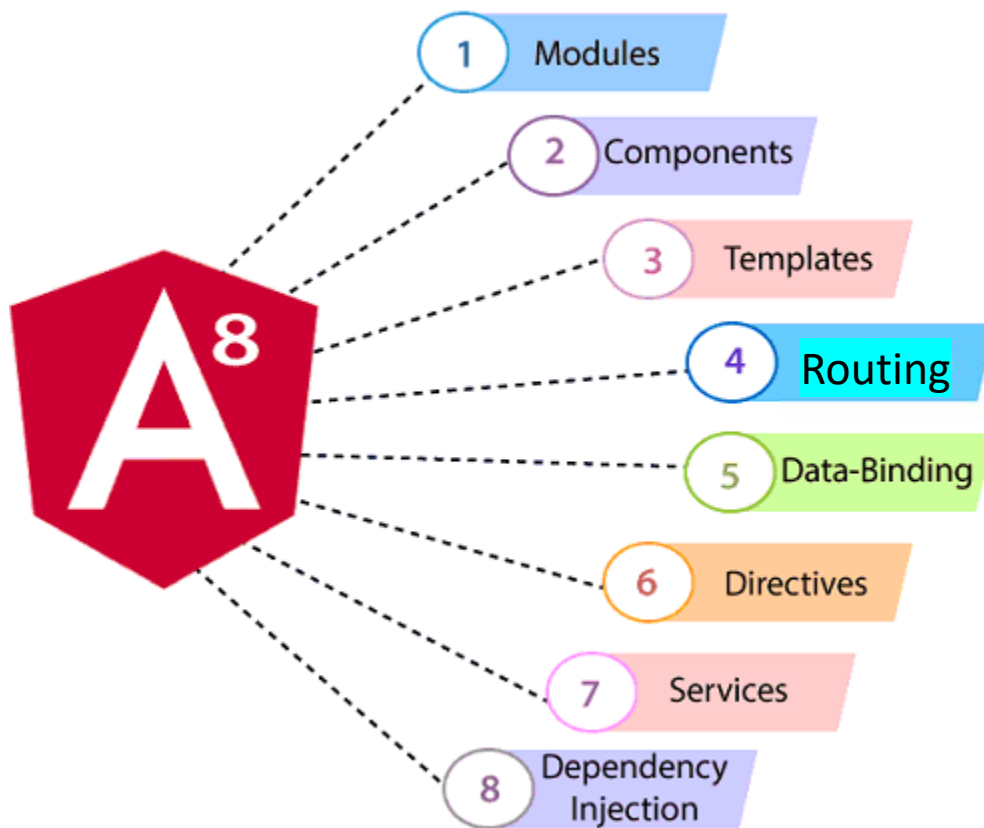 A 8
1 Modules
2 Components
3 Templates
4 Routing
5 Data-Binding
6 Directives
7 Services
8 Dependency
Injection